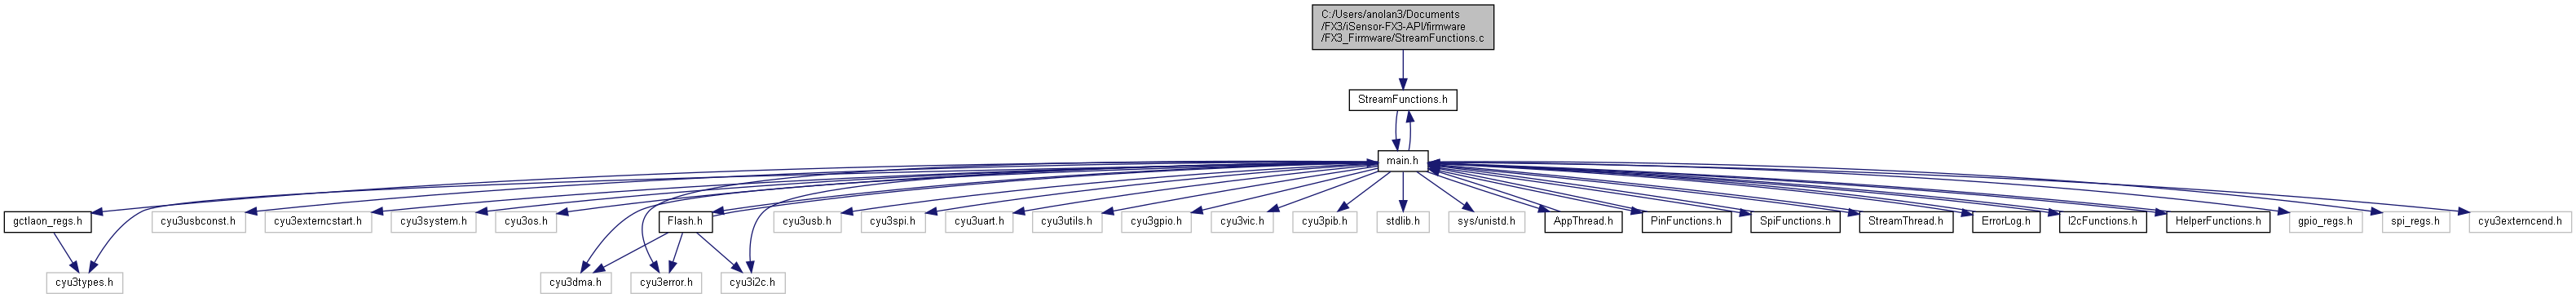 C:/Users/anolan3/Documents
/FX3/iSensor-FX3-API/firmware
/FX3_Firmware/StreamFunctions.c
StreamFunctions.h
main.h
gctlaon_regs.h
cyu3usbconst.h
cyu3externcstart.h
cyu3system.h
cyu3os.h
Flash.h
cyu3usb.h
cyu3spi.h
cyu3uart.h
cyu3utils.h
cyu3gpio.h
cyu3vic.h
cyu3pib.h
stdlib.h
sys/unistd.h
AppThread.h
PinFunctions.h
SpiFunctions.h
StreamThread.h
ErrorLog.h
I2cFunctions.h
HelperFunctions.h
gpio_regs.h
spi_regs.h
cyu3externcend.h
cyu3types.h
cyu3dma.h
cyu3error.h
cyu3i2c.h